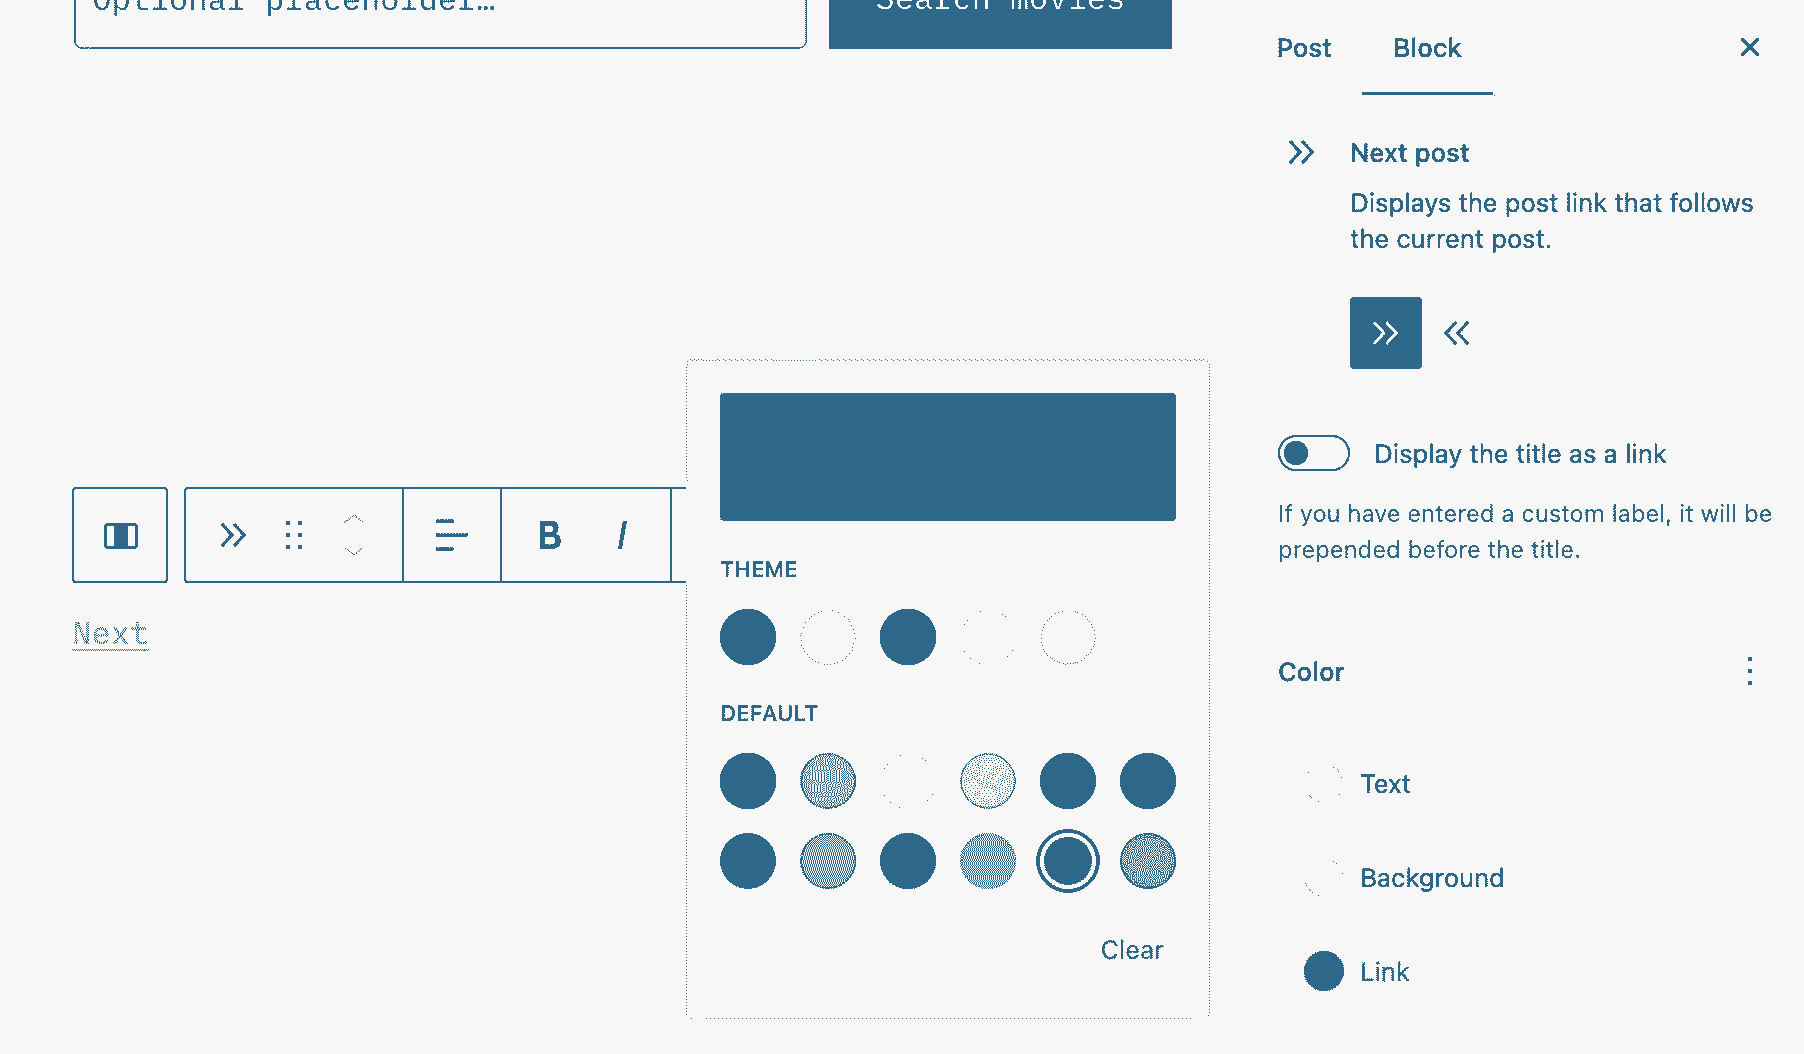 Optional placeholder…
Search movies
Post
Block
Next post
Displays the post link that follows
the current post.
Display the title as a link
If you have entered a custom label, it will be
prepended before the title.
B I
Next
THEME
DEFAULT
Clear
Color
Text
Background
Link